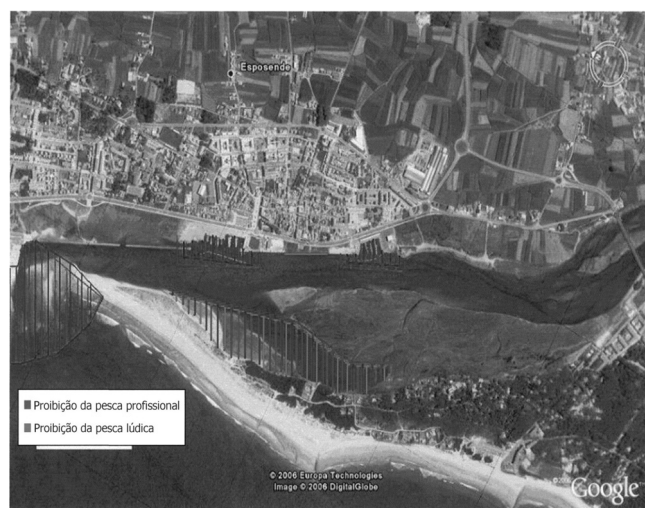 Esposende
Proibição da pesca profissional
Proibição da pesca lúdica
© 2006 Europa Technologies
Image © 2006 DigitalGlobe
Google